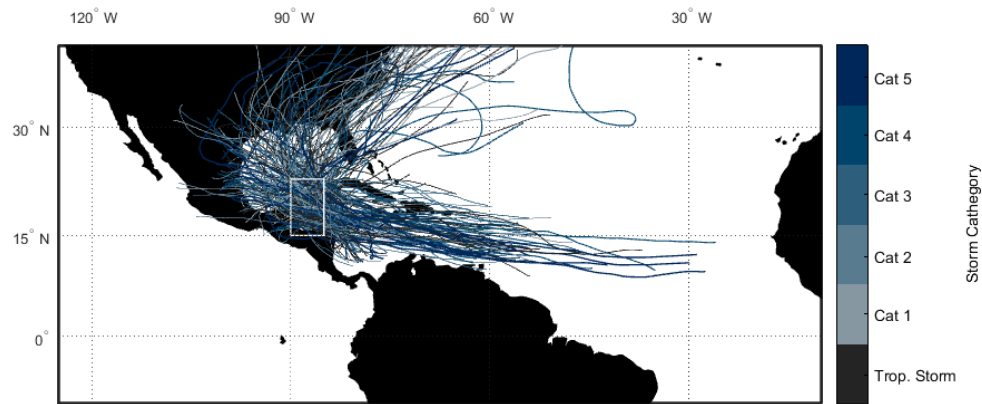 120° W 90° W 60° W 30° W
30° N
15° N
0°
Cat 5
Cat 4
Cat 3
Cat 2
Cat 1
Trop. Storm
Storm Cathegory